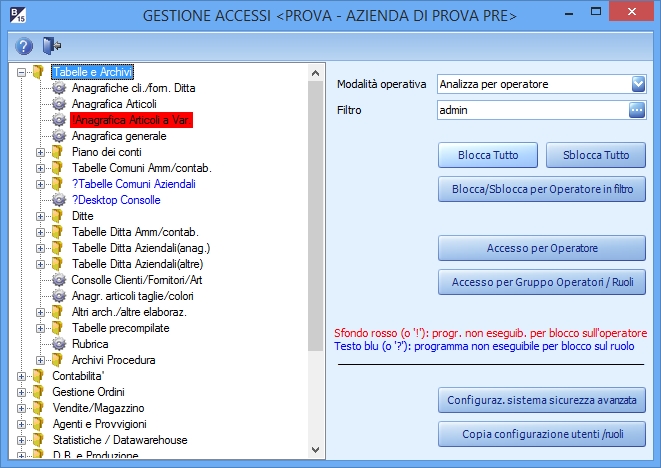 B
15
GESTIONE ACCESSI <PROVA - AZIENDA DI PROVA PRE>
?
Tabelle e Archivi
Anagrafiche cli./forn. Ditta
Anagrafica Articoli
!Anagrafica Articoli a Var.
Anagrafica generale
Piano dei conti
Tabelle Comuni Amm/contab.
?Tabelle Comuni Aziendali
?Desktop Consolle
Ditte
Tabelle Ditta Amm/contab.
Tabelle Ditta Aziendali(anag.)
Tabelle Ditta Aziendali(altre)
Consolle Clienti/Fornitori/Art
Anagr. articoli taglie/colori
Altri arch./altre elaboraz.
Tabelle precompilate
Rubrica
Archivi Procedura
Contabilita'
Gestione Ordini
Vendite/Magazzino
Agenti e Provvigioni
Statistiche / Datawarehouse
D.B. e Produzione
Modalità operativa
Analizza per operatore
Filtro
admin
...
Blocca Tutto
Sblocca Tutto
Blocca/Sblocca per Operatore in filtro
Accesso per Operatore
Accesso per Gruppo Operatori / Ruoli
Sfondo rosso (o '!'): progr. non eseguib. per blocco sull'operatore
Testo blu (o '?'): programma non eseguibile per blocco sul ruolo
Configuraz. sistema sicurezza avanzata
Copia configurazione utenti /ruoli